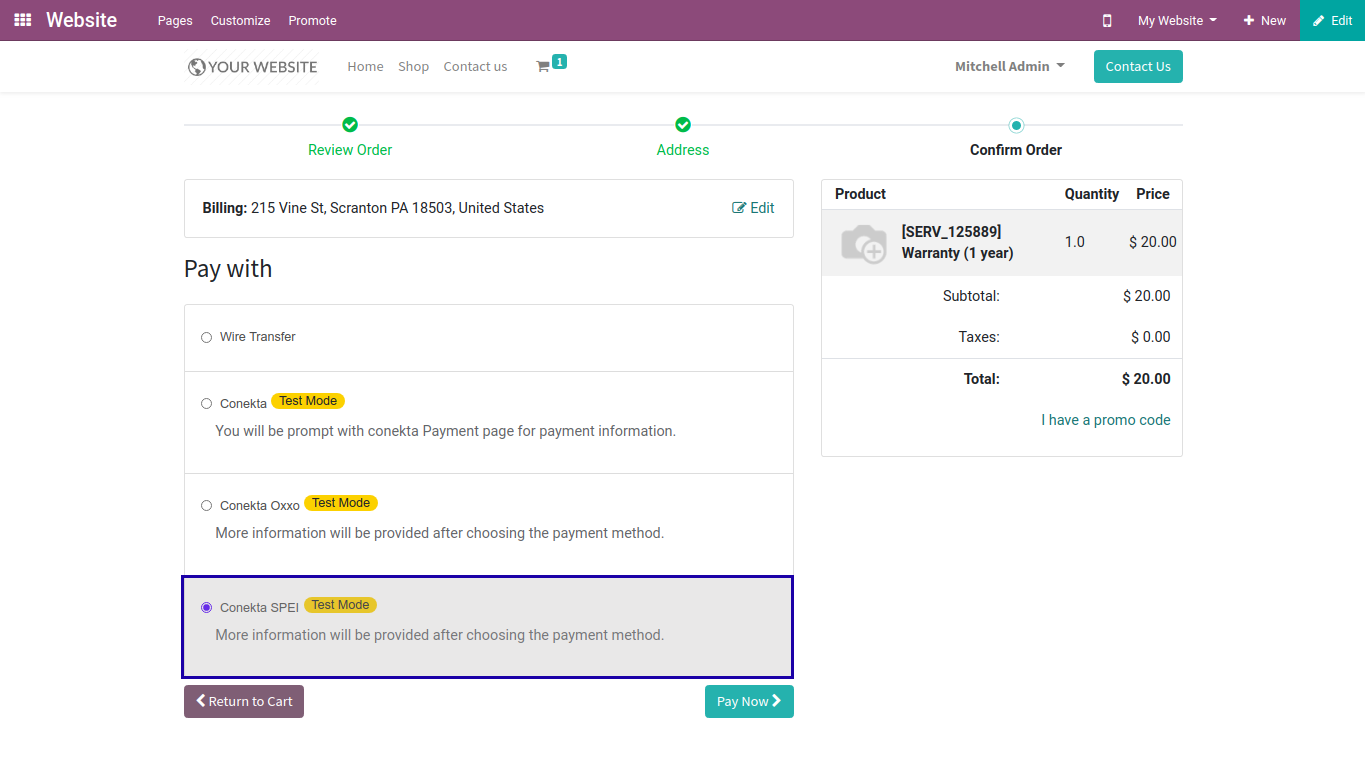 Website Pages Customize Promote My Website New Edit
YOUR WEBSITE Home Shop Contact us 1 Mitchell Admin Contact Us
Review Order Address Confirm Order
Billing: 215 Vine St, Scranton PA 18503, United States Edit
Pay with
Wire Transfer
Conekta Test Mode
You will be prompt with conekta Payment page for payment information.
Conekta Oxxo Test Mode
More information will be provided after choosing the payment method.
Conekta SPEI Test Mode
More information will be provided after choosing the payment method.
Return to Cart Pay Now
Product Quantity Price
[SERV_125889]
Warranty (1 year) 1.0 $ 20.00
Subtotal: $ 20.00
Taxes: $ 0.00
Total: $ 20.00
I have a promo code